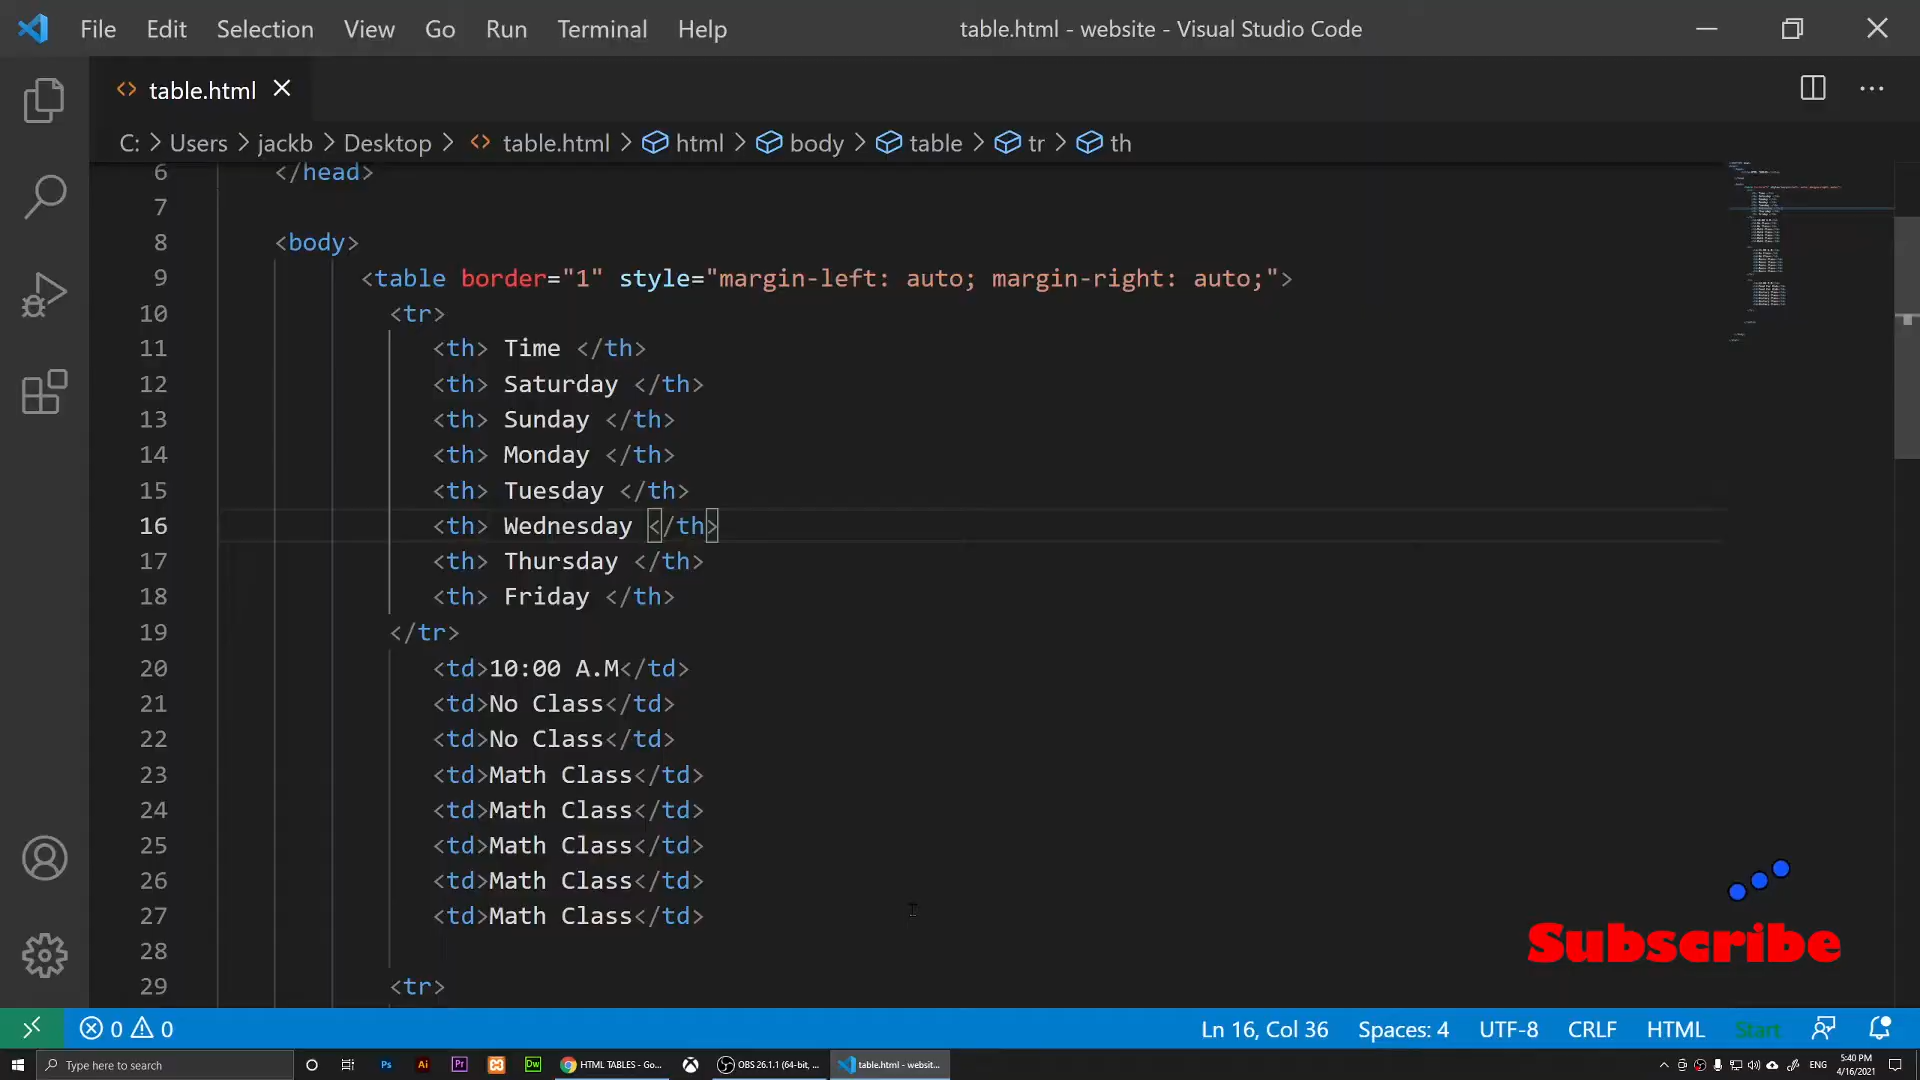 File Edit Selection View Go Run Terminal Help table.html - website - Visual Studio Code
table.html
C: > Users > jackb > Desktop > table.html > html > body > table > tr > th
6 </head>
7
8 <body>
9 <table border="1" style="margin-left: auto; margin-right: auto;">
10 <tr>
11 <th> Time </th>
12 <th> Saturday </th>
13 <th> Sunday </th>
14 <th> Monday </th>
15 <th> Tuesday </th>
16 <th> Wednesday </th>
17 <th> Thursday </th>
18 <th> Friday </th>
19 </tr>
20 <td>10:00 A.M</td>
21 <td>No Class</td>
22 <td>No Class</td>
23 <td>Math Class</td>
24 <td>Math Class</td>
25 <td>Math Class</td>
26 <td>Math Class</td>
27 <td>Math Class</td>
28
29 <tr>
Subscribe
0 0 Ln 16, Col 36 Spaces: 4 UTF-8 CRLF HTML Start
Type here to search Ps Ai Pr Dw HTML TABLES - Go... OBS 26.1.1 (64-bit, ... table.html - websit... ENG 5:40 PM
4/16/2021